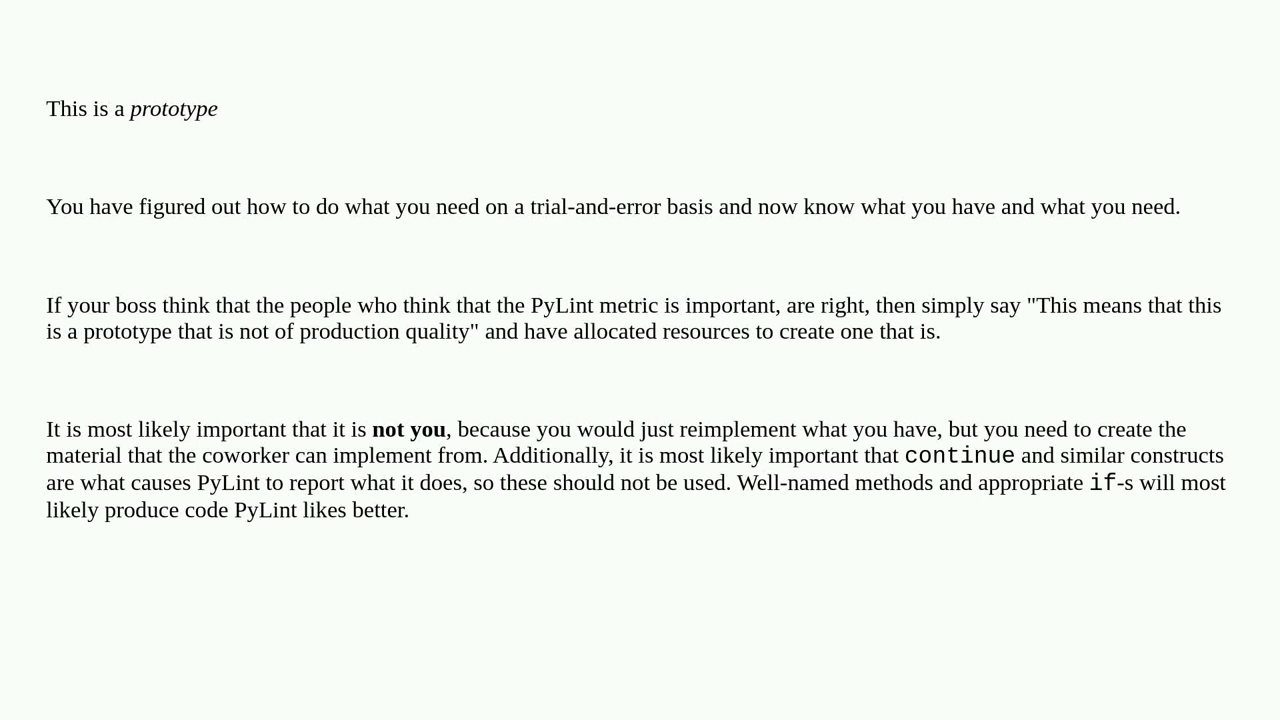 This is a prototype
You have figured out how to do what you need on a trial-and-error basis and now know what you have and what you need.
If your boss think that the people who think that the PyLint metric is important, are right, then simply say "This means that this
is a prototype that is not of production quality" and have allocated resources to create one that is.
It is most likely important that it is not you, because you would just reimplement what you have, but you need to create the
material that the coworker can implement from. Additionally, it is most likely important that continue and similar constructs
are what causes PyLint to report what it does, so these should not be used. Well-named methods and appropriate if-s will most
likely produce code PyLint likes better.